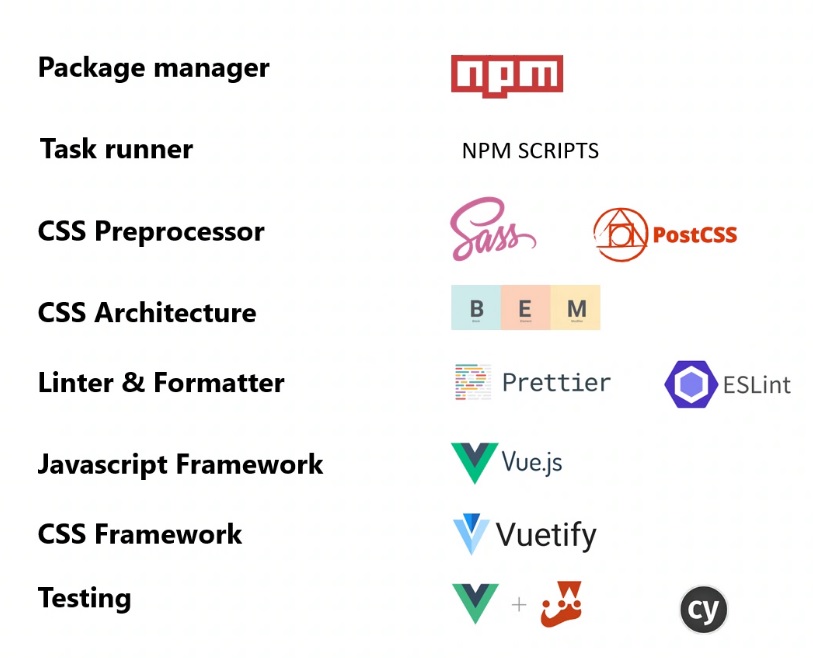 Package manager npm
Task runner NPM SCRIPTS
CSS Preprocessor Sass PostCSS
CSS Architecture B E M
Linter & Formatter Prettier ESLint
Javascript Framework Vue.js
CSS Framework Vuetify
Testing + cy